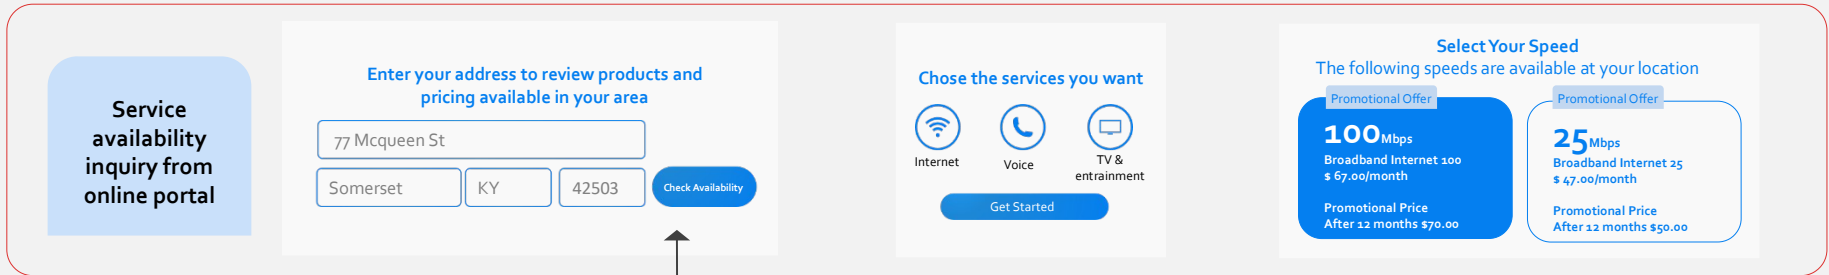 Service
availability
inquiry from
online portal
Enter your address to review products and
pricing available in your area
77 Mcqueen St
Somerset
KY
42503
Check Availability
Chose the services you want
Internet
Voice
TV &
entrainment
Get Started
Select Your Speed
The following speeds are available at your location
Promotional Offer
100Mbps
Broadband Internet 100
$ 67.00/month
Promotional Price
After 12 months $70.00
Promotional Offer
25Mbps
Broadband Internet 25
$ 47.00/month
Promotional Price
After 12 months $50.00